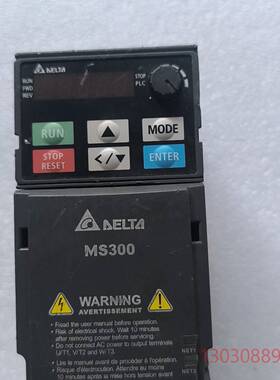 DELTA
RUN
FWD
REV
STOP
PLC
RUN
MODE
STOP
RESET
ENTER
DELTA
MS300
WARNING
AVERTISSEMENT
Read the user manual before operation.
Risk of electric shock. Wait 10 minutes
after removing power before servicing.
Do not connect AC power to output terminals
U/T1, V/T2 and W/T3.
Lire le manuel avant de procéder à l'opération.
Risque d'électrocution. Attendre au moins
10 minutes après la mise hors tension
NET1
NET2
13030889